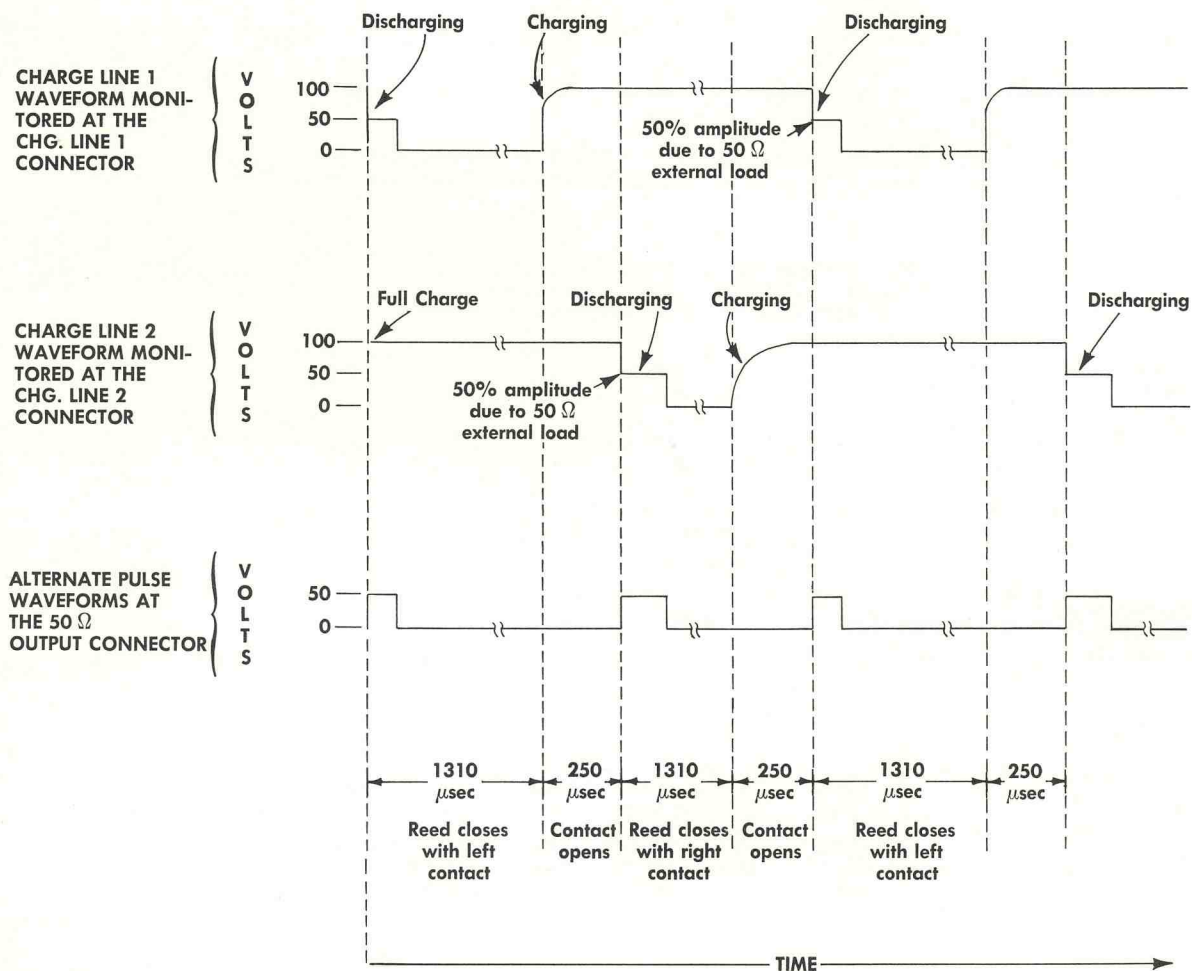 Discharging
Charging
Discharging
CHARGE LINE 1
WAVEFORM MONI-
TORED AT THE
CHG. LINE 1
CONNECTOR
VOLTS
100
50
0
50% amplitude
due to 50 Ω
external load
Full Charge
Discharging
Charging
Discharging
CHARGE LINE 2
WAVEFORM MONI-
TORED AT THE
CHG. LINE 2
CONNECTOR
VOLTS
100
50
0
50% amplitude
due to 50 Ω
external load
ALTERNATE PULSE
WAVEFORMS AT
THE 50 Ω
OUTPUT CONNECTOR
VOLTS
50
0
1310
μsec
250
μsec
1310
μsec
250
μsec
1310
μsec
250
μsec
Reed closes
with left
contact
Contact
opens
Reed closes
with right
contact
Contact
opens
Reed closes
with left
contact
TIME